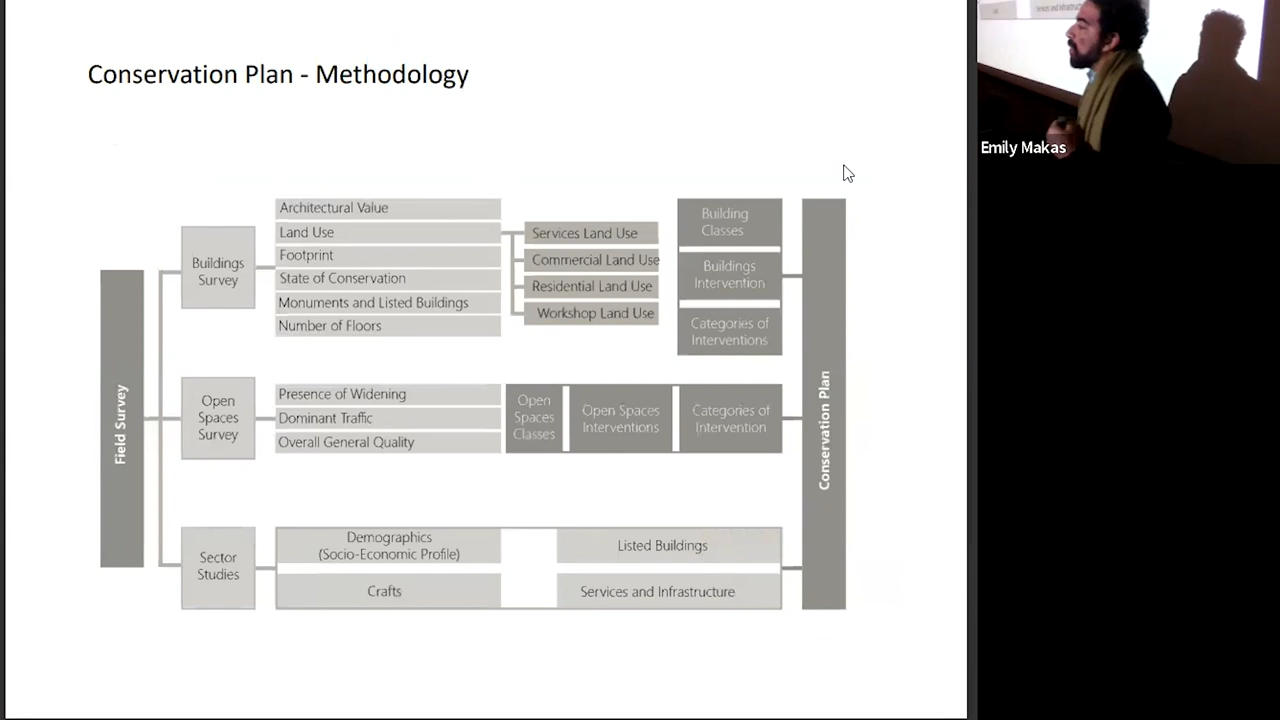 Conservation Plan - Methodology
Emily Makas
Field Survey
Buildings
Survey
Architectural Value
Land Use
Footprint
State of Conservation
Monuments and Listed Buildings
Number of Floors
Services Land Use
Commercial Land Use
Residential Land Use
Workshop Land Use
Building
Classes
Buildings
Intervention
Categories of
Interventions
Open
Spaces
Survey
Presence of Widening
Dominant Traffic
Overall General Quality
Open
Spaces
Classes
Open Spaces
Interventions
Categories of
Intervention
Sector
Studies
Demographics
(Socio-Economic Profile)
Crafts
Listed Buildings
Services and Infrastructure
Conservation Plan